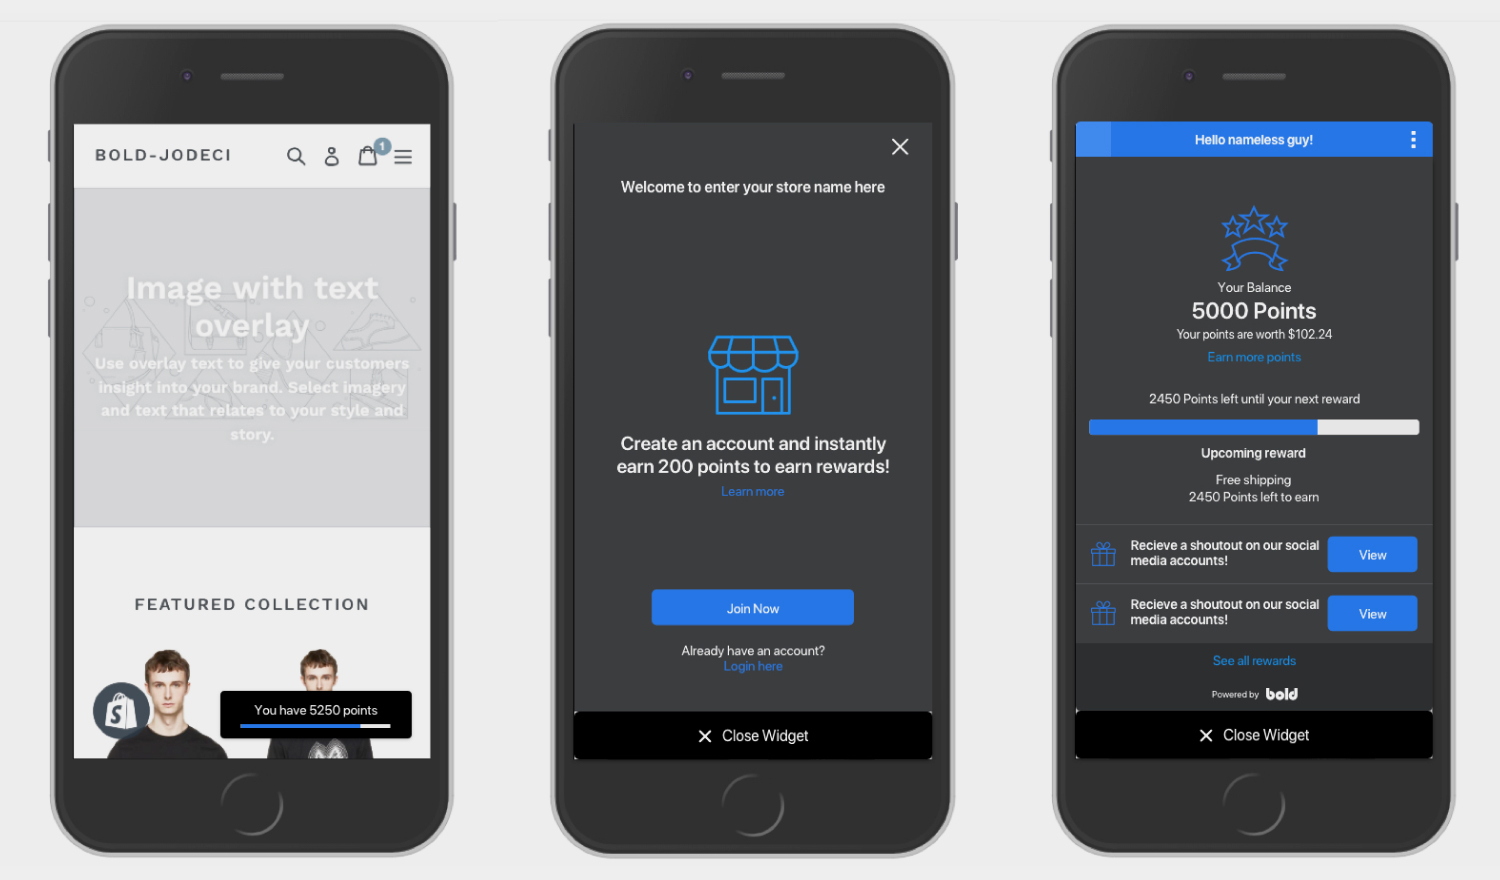 BOLD-JODECI
1
Image with text
overlay
Use overlay text to give your customers
insight into your brand. Select imagery
and text that relates to your style and
story.
FEATURED COLLECTION
S
You have 5250 points
Welcome to enter your store name here
Create an account and instantly
earn 200 points to earn rewards!
Learn more
Join Now
Already have an account?
Login here
Close Widget
Hello nameless guy!
Your Balance
5000 Points
Your points are worth $102.24
Earn more points
2450 Points left until your next reward
Upcoming reward
Free shipping
2450 Points left to earn
Recieve a shoutout on our social
media accounts!
View
Recieve a shoutout on our social
media accounts!
View
See all rewards
Powered by bold
Close Widget